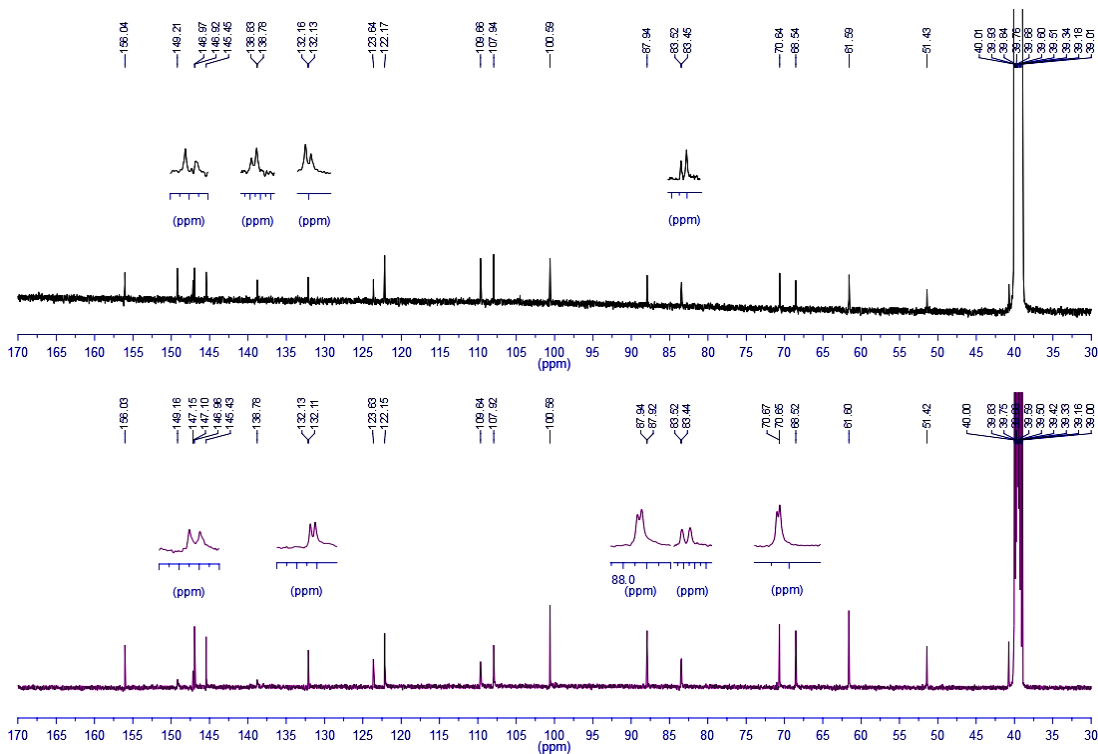 156.04 149.21 146.97 146.92 145.45 138.83 138.78 132.16 132.13 123.64 122.17 109.66 107.94 100.59 87.94 83.52 83.45 70.64 68.54 61.59 51.43 40.01 39.93 39.84 39.76 39.68 39.60 39.51 39.34 39.18 39.01
(ppm) (ppm) (ppm) (ppm)
170 165 160 155 150 145 140 135 130 125 120 115 110 105 100 95 90 85 80 75 70 65 60 55 50 45 40 35 30
(ppm)
156.03 149.16 147.15 147.10 146.96 145.43 138.78 132.13 132.11 123.63 122.15 109.64 107.92 100.58 87.94 87.92 83.52 83.44 70.67 70.65 68.52 61.60 51.42 40.00 39.83 39.75 39.59 39.50 39.42 39.33 39.16 39.00
88.0
(ppm) (ppm) (ppm) (ppm) (ppm)
170 165 160 155 150 145 140 135 130 125 120 115 110 105 100 95 90 85 80 75 70 65 60 55 50 45 40 35 30
(ppm)